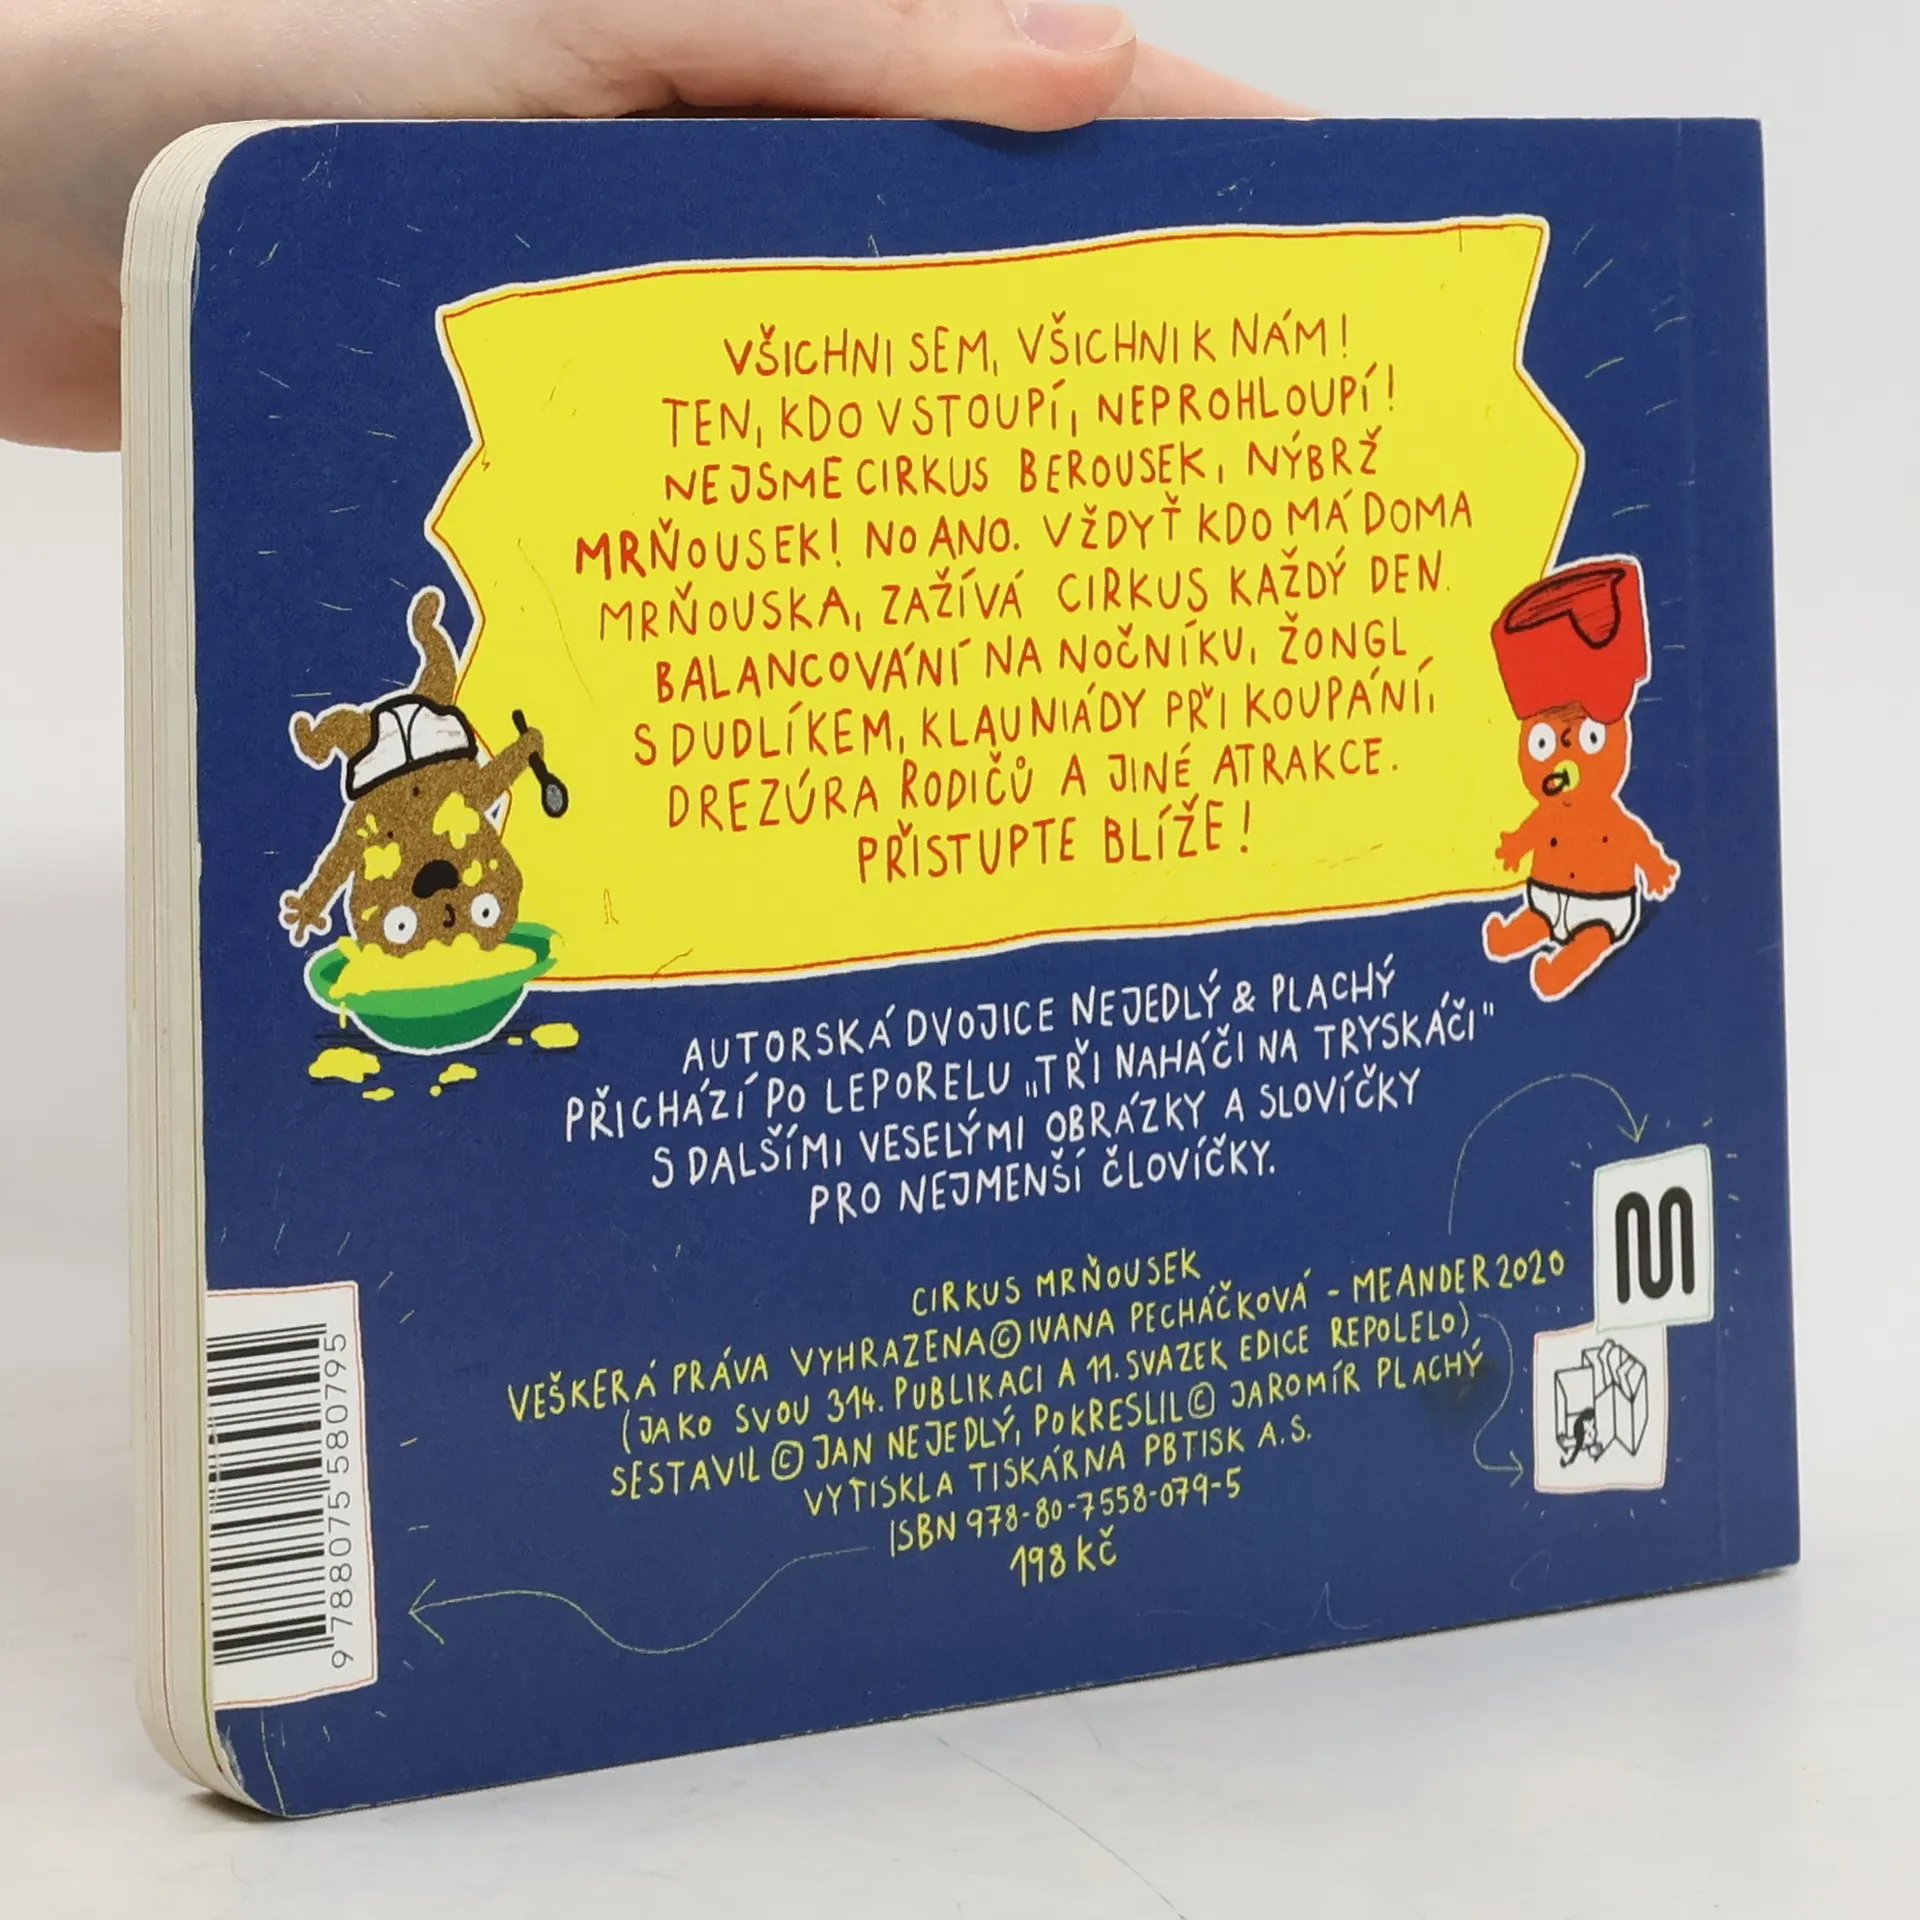 VŠICHNI SEM, VŠICHNI K NÁM!
TEN, KDO VSTOUPÍ, NEPROHLOUPÍ!
NEJSME CIRKUS BEROUSEK, NÝBRŽ
MRŇOUSEK! NO ANO. VŽDYŤ KDO MÁ DOMA
MRŇOUSKA, ZAŽÍVÁ CIRKUS KAŽDÝ DEN.
BALANCOVÁNÍ NA NOČNÍKU, ŽONGL
S DUDLÍKEM, KLAUNIÁDY PŘI KOUPÁNÍ,
DREZÚRA RODIČŮ A JINÉ ATRAKCE.
PŘISTUPTE BLÍŽE!
AUTORSKÁ DVOJICE NEJEDLÝ & PLACHÝ
PŘICHÁZÍ PO LEPORELU „TŘI NAHÁČI NA TRYSKÁČI"
S DALŠÍMI VESELÝMI OBRÁZKY A SLOVÍČKY
PRO NEJMENŠÍ ČLOVÍČKY.
CIRKUS MRŇOUSEK
VEŠKERÁ PRÁVA VYHRAZENA © IVANA PECHÁČKOVÁ - MEANDER 2020
(JAKO SVOU 314. PUBLIKACI A 11. SVAZEK EDICE REPOLELO),
SESTAVIL © JAN NEJEDLÝ, POKRESLIL © JAROMÍR PLACHÝ,
VYTISKLA TISKÁRNA PBTISK A.S.
ISBN 978-80-7558-079-5
198 KČ
9 788075 580795
M